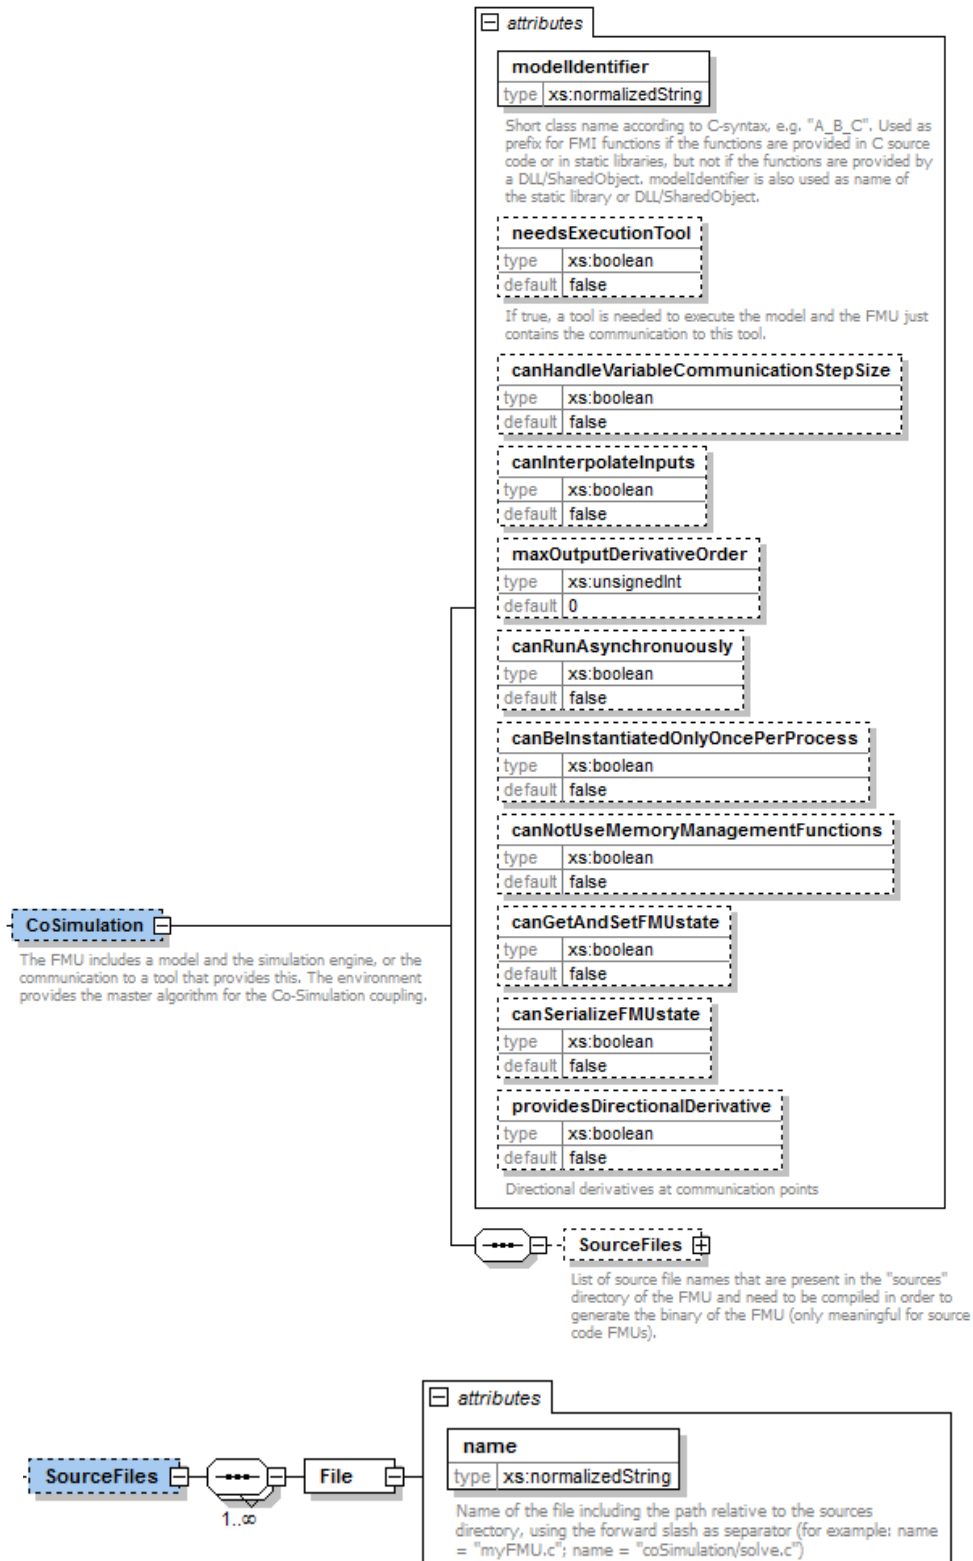 attributes
modelIdentifier
type xs:normalizedString
Short class name according to C-syntax, e.g. "A_B_C". Used as
prefix for FMI functions if the functions are provided in C source
code or in static libraries, but not if the functions are provided by
a DLL/SharedObject. modelIdentifier is also used as name of
the static library or DLL/SharedObject.
needsExecutionTool
type xs:boolean
default false
If true, a tool is needed to execute the model and the FMU just
contains the communication to this tool.
canHandleVariableCommunicationStepSize
type xs:boolean
default false
canInterpolateInputs
type xs:boolean
default false
maxOutputDerivativeOrder
type xs:unsignedInt
default 0
canRunAsynchronuously
type xs:boolean
default false
canBeInstantiatedOnlyOncePerProcess
type xs:boolean
default false
canNotUseMemoryManagementFunctions
type xs:boolean
default false
CoSimulation
The FMU includes a model and the simulation engine, or the
communication to a tool that provides this. The environment
provides the master algorithm for the Co-Simulation coupling.
canGetAndSetFMUstate
type xs:boolean
default false
canSerializeFMUstate
type xs:boolean
default false
providesDirectionalDerivative
type xs:boolean
default false
Directional derivatives at communication points
SourceFiles
List of source file names that are present in the "sources"
directory of the FMU and need to be compiled in order to
generate the binary of the FMU (only meaningful for source
code FMUs).
attributes
SourceFiles
1..∞
File
name
type xs:normalizedString
Name of the file including the path relative to the sources
directory, using the forward slash as separator (for example: name
= "myFMU.c"; name = "coSimulation/solve.c")